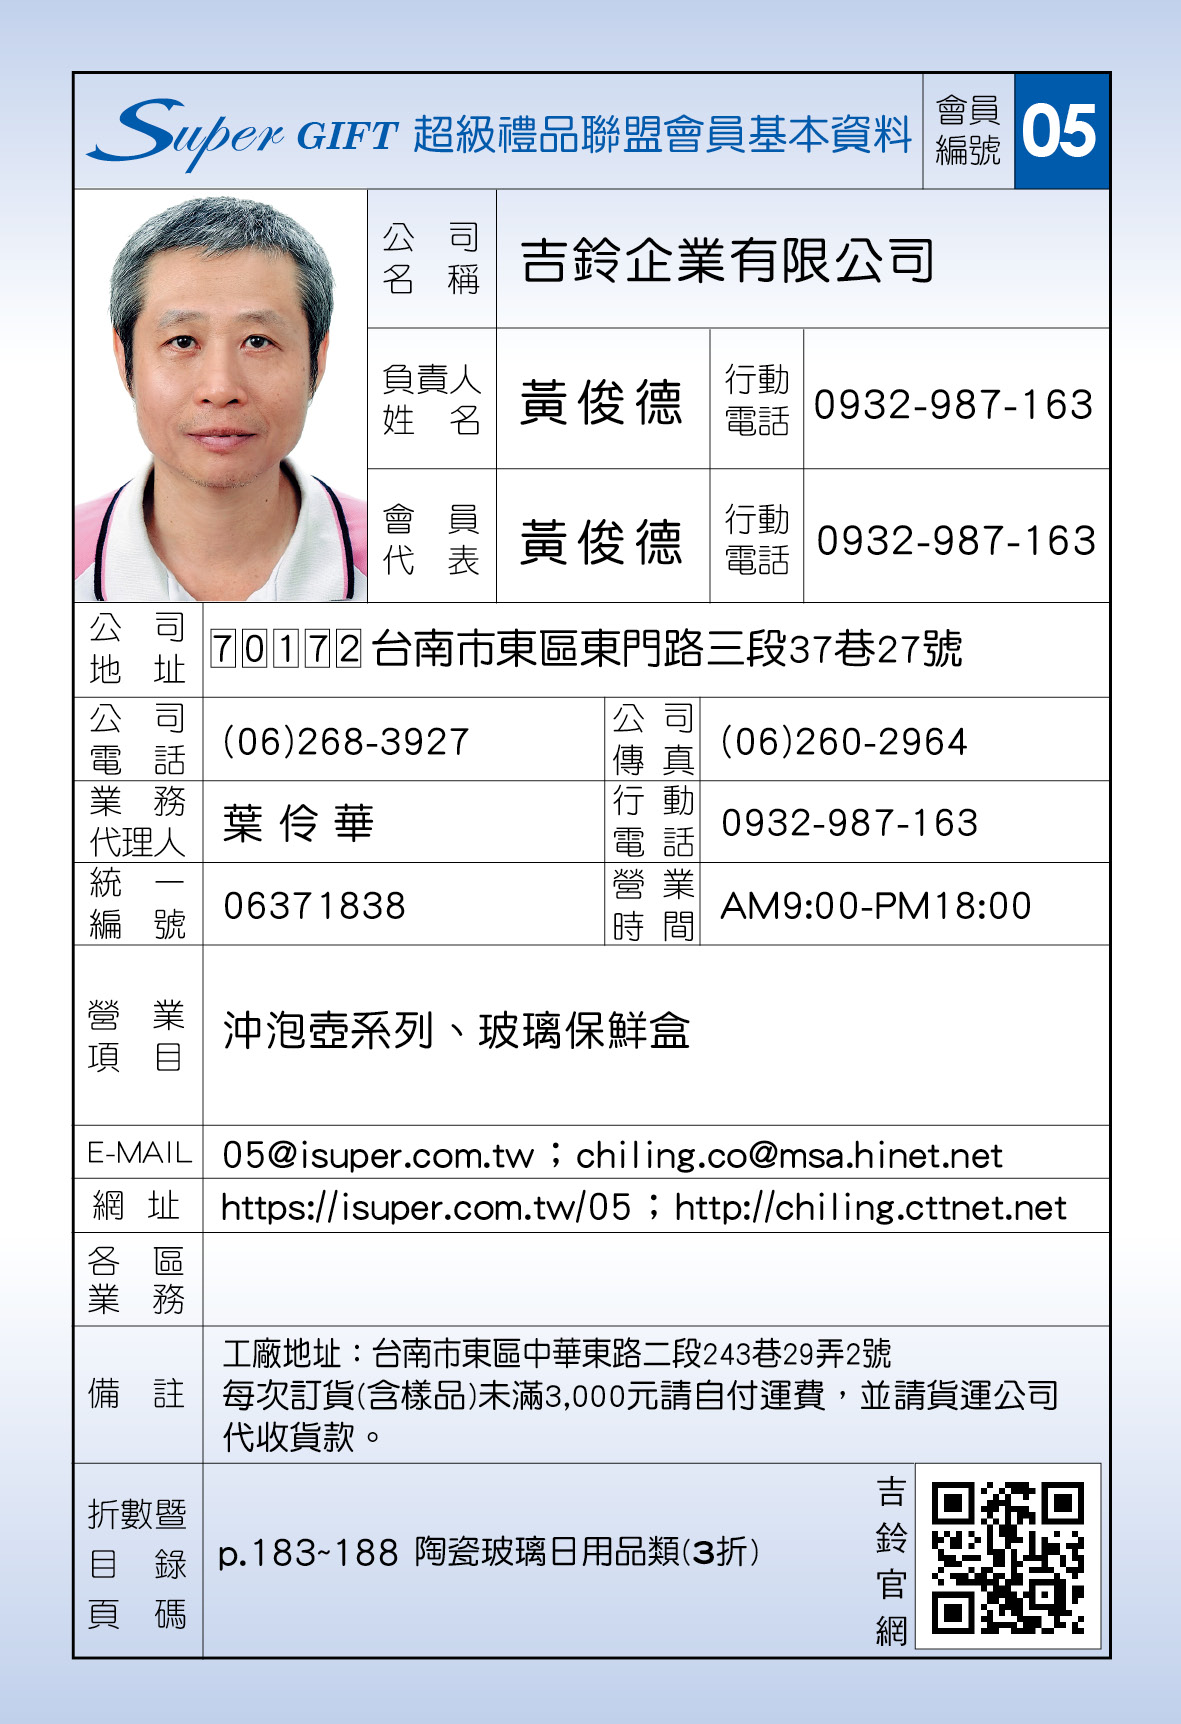 Super GIFT 超級禮品聯盟會員基本資料 會員編號 05
公司名稱 吉鈴企業有限公司
負責人姓名 黃俊德 行動電話 0932-987-163
會員代表 黃俊德 行動電話 0932-987-163
公司地址 70172 台南市東區東門路三段37巷27號
公司電話 (06)268-3927 公司傳真 (06)260-2964
業務代理人 葉伶華 行動電話 0932-987-163
統一編號 06371838 營業時間 AM9:00-PM18:00
營業項目 沖泡壺系列、玻璃保鮮盒
E-MAIL 05@isuper.com.tw；chiling.co@msa.hinet.net
網址 https://isuper.com.tw/05；http://chiling.cttnet.net
各區業務
備註 工廠地址：台南市東區中華東路二段243巷29弄2號
每次訂貨(含樣品)未滿3,000元請自付運費，並請貨運公司
代收貨款。
折數暨目錄頁碼 p.183~188 陶瓷玻璃日用品類(3折)
吉鈴官網